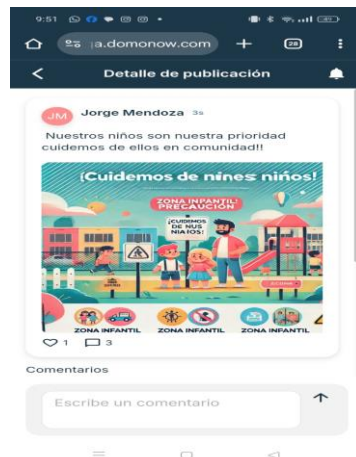 9:51
a.domonow.com
28
Detalle de publicación
JM Jorge Mendoza 3s
Nuestros niños son nuestra prioridad
cuidemos de ellos en comunidad!!
¡Cuidemos de nines niños!
ZONA INFANTIL
PRECAUCIÓN
¡CUIDEMOS
DE NUS
NIATOS!
ZONA INFANTIL ZONA INEANTIL ZONA INFANTIL
1 3
Comentarios
Escribe un comentario